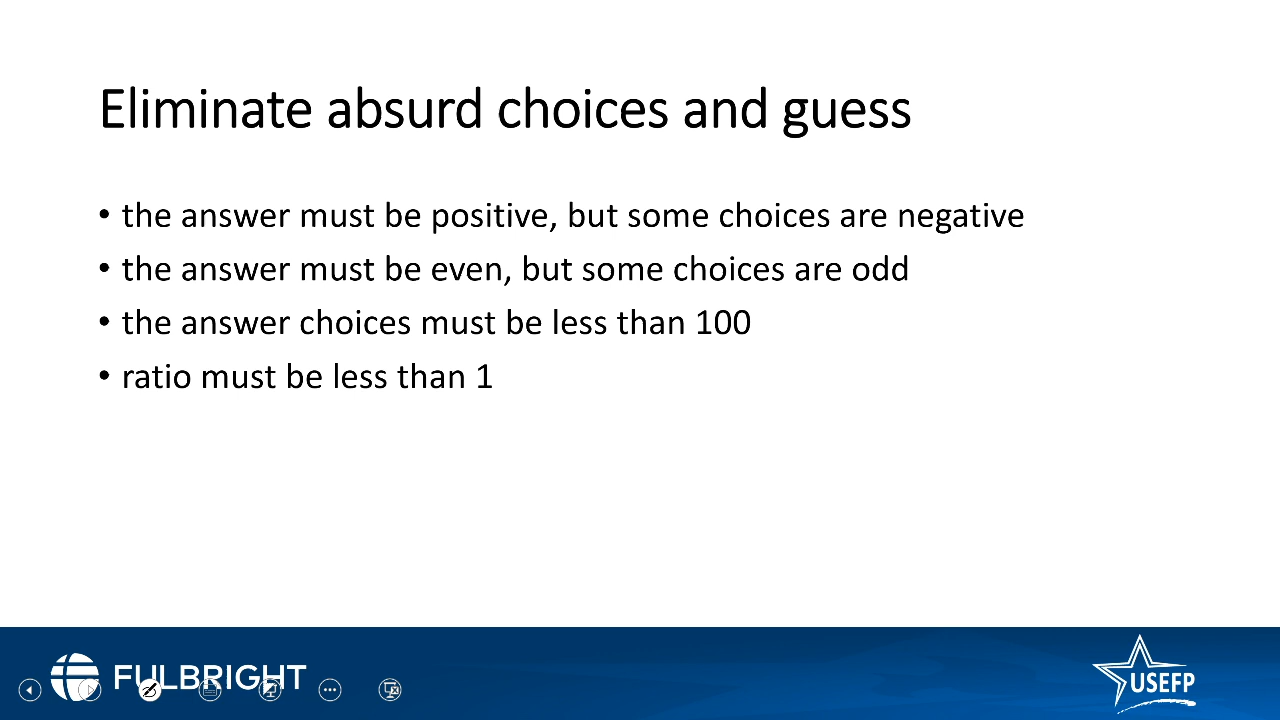 Eliminate absurd choices and guess
• the answer must be positive, but some choices are negative
• the answer must be even, but some choices are odd
• the answer choices must be less than 100
• ratio must be less than 1
FULBRIGHT
USEFP